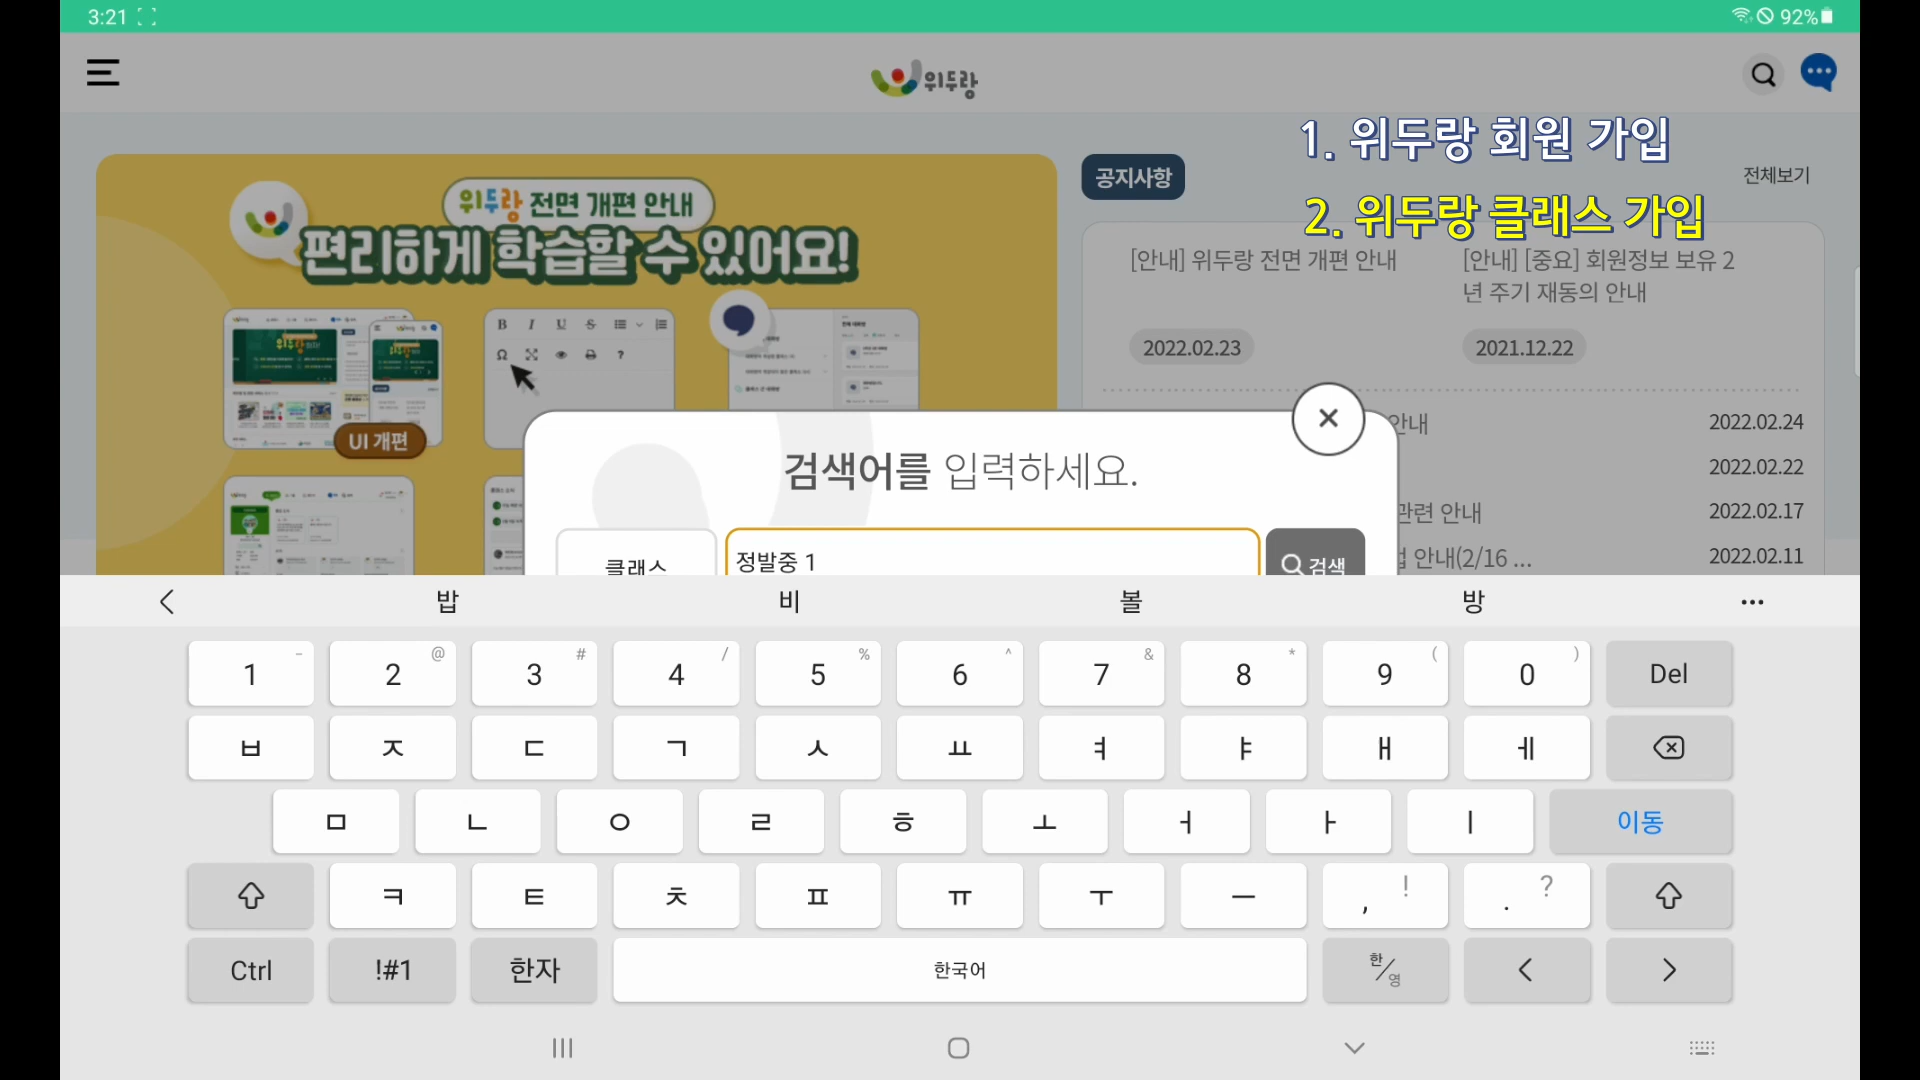 3:21
92%
위두랑
1. 위두랑 회원 가입
2. 위두랑 클래스 가입
공지사항
전체보기
위두랑 전면 개편 안내
편리하게 학습할 수 있어요!
UI 개편
[안내] 위두랑 전면 개편 안내
2022.02.23
[안내] [중요] 회원정보 보유 2
년 주기 재동의 안내
2021.12.22
안내 2022.02.24
2022.02.22
관련 안내 2022.02.17
안내(2/16 ... 2022.02.11
검색어를 입력하세요.
클래스
정발중 1
검색
밥 비 볼 방 ...
1 - 2 @ 3 # 4 / 5 % 6 ^ 7 & 8 * 9 ( 0 ) Del
ㅂ ㅈ ㄷ ㄱ ㅅ ㅛ ㅕ ㅑ ㅐ ㅔ
ㅁ ㄴ ㅇ ㄹ ㅎ ㅗ ㅓ ㅏ ㅣ 이동
ㅋ ㅌ ㅊ ㅍ ㅠ ㅜ ㅡ , ! . ?
Ctrl !#1 한자 한국어 한/영 < >